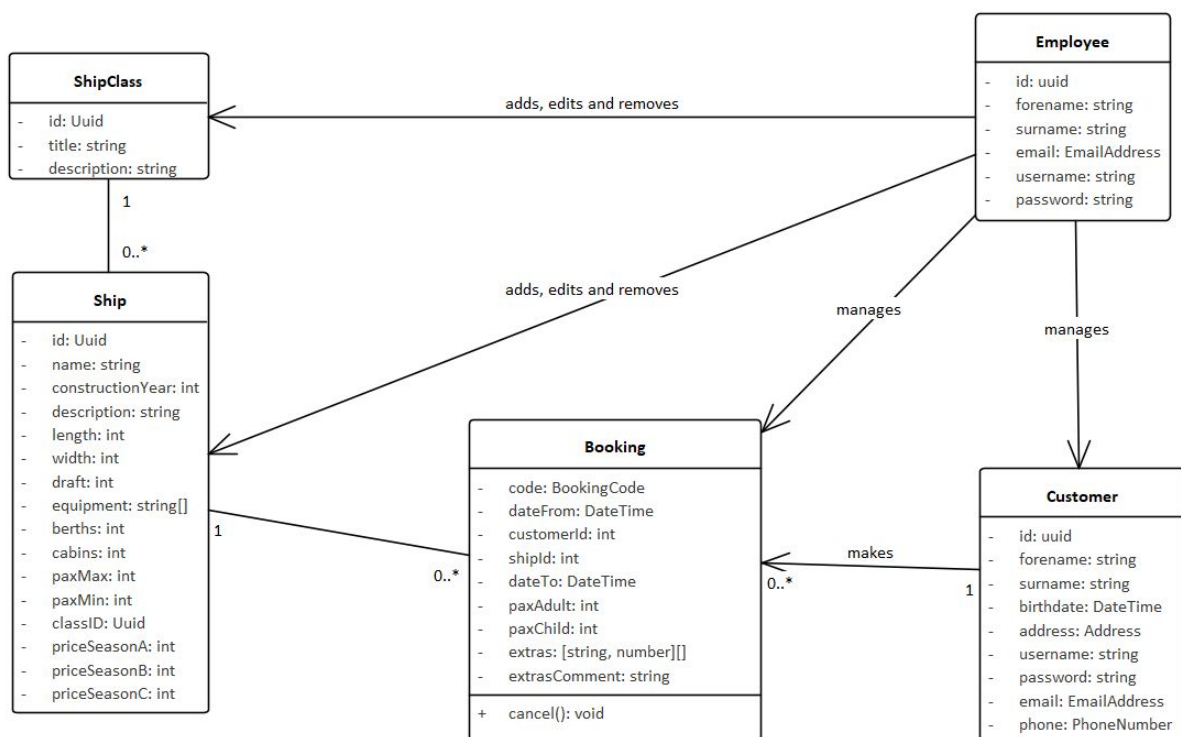 ShipClass
- id: Uuid
- title: string
- description: string
1
0..*
adds, edits and removes
Employee
- id: uuid
- forename: string
- surname: string
- email: EmailAddress
- username: string
- password: string
adds, edits and removes
manages
manages
Ship
- id: Uuid
- name: string
- constructionYear: int
- description: string
- length: int
- width: int
- draft: int
- equipment: string[]
- berths: int
- cabins: int
- paxMax: int
- paxMin: int
- classID: Uuid
- priceSeasonA: int
- priceSeasonB: int
- priceSeasonC: int
1
0..*
Booking
- code: BookingCode
- dateFrom: DateTime
- customerId: int
- shipId: int
- dateTo: DateTime
- paxAdult: int
- paxChild: int
- extras: [string, number][]
- extrasComment: string
+ cancel(): void
makes
0..*
1
Customer
- id: uuid
- forename: string
- surname: string
- birthdate: DateTime
- address: Address
- username: string
- password: string
- email: EmailAddress
- phone: PhoneNumber